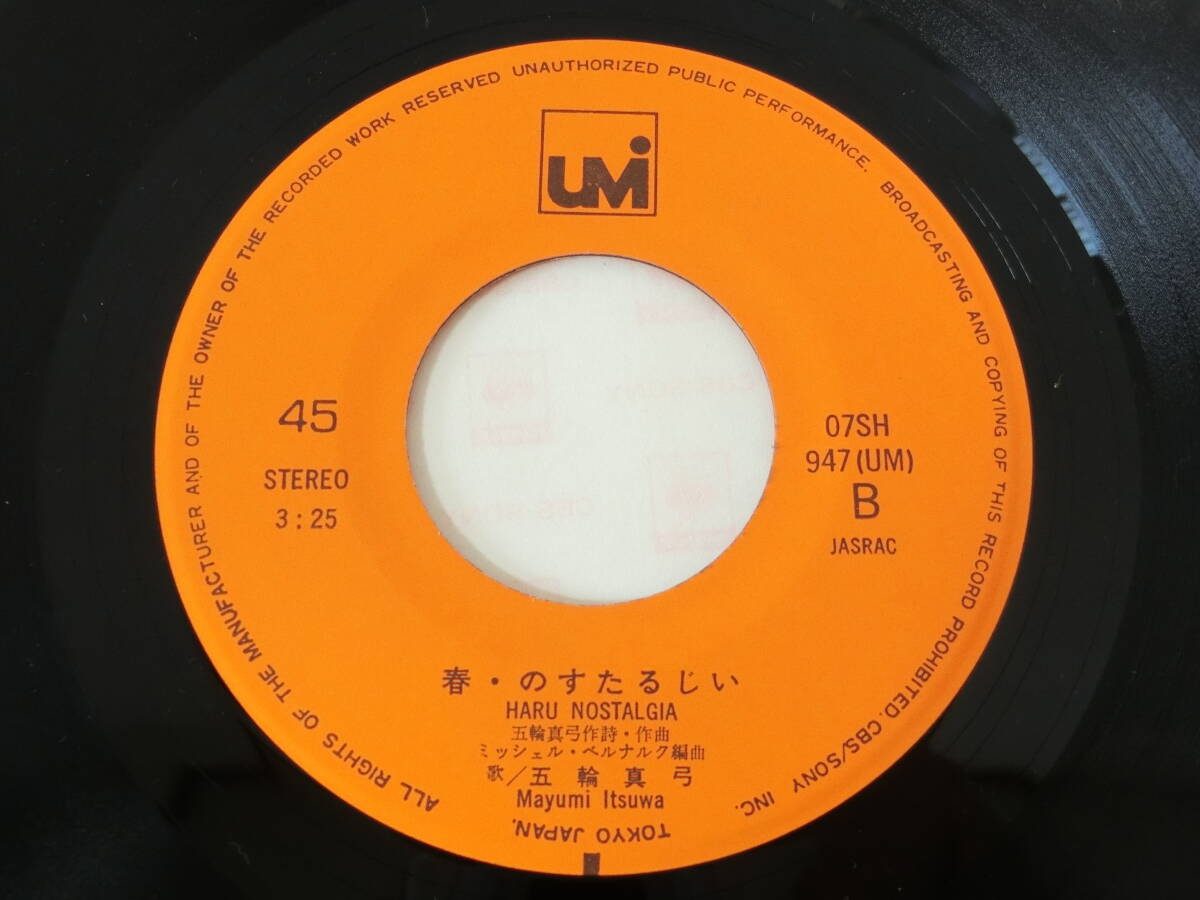 ALL RIGHTS OF THE MANUFACTURER AND OF THE OWNER OF THE RECORDED WORK RESERVED UNAUTHORIZED PUBLIC PERFORMANCE. BROADCASTING AND COPYING OF THIS RECORD PROHIBITED. CBS/SONY INC.
TOKYO JAPAN.
UMi
45
STEREO
3:25
07SH
947(UM)
B
JASRAC
春・のすたるじい
HARU NOSTALGIA
五輪真弓作詩・作曲
ミッシェル・ベルナルク編曲
歌/五輪真弓
Mayumi Itsuwa